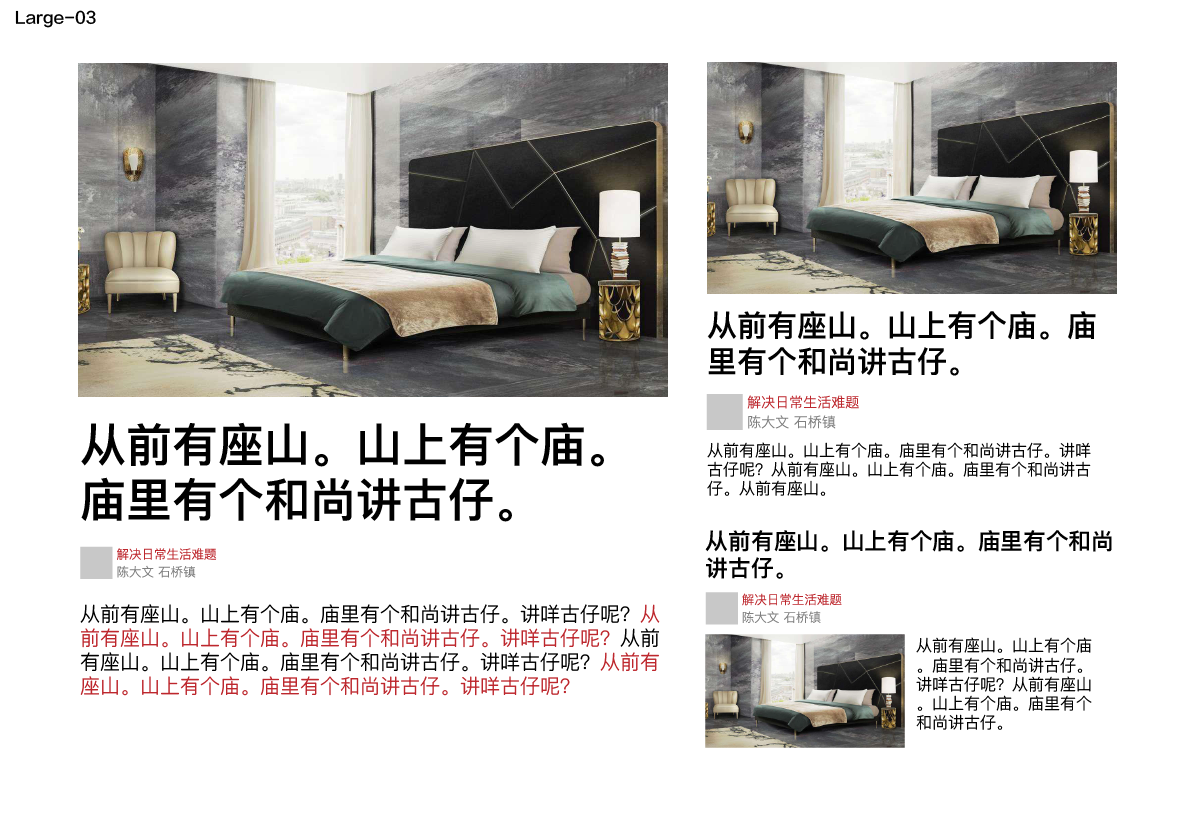 Large-03
从前有座山。山上有个庙。
庙里有个和尚讲古仔。
解决日常生活难题
陈大文 石桥镇
从前有座山。山上有个庙。庙里有个和尚讲古仔。讲咩古仔呢？从
前有座山。山上有个庙。庙里有个和尚讲古仔。讲咩古仔呢？从前
有座山。山上有个庙。庙里有个和尚讲古仔。讲咩古仔呢？从前有
座山。山上有个庙。庙里有个和尚讲古仔。讲咩古仔呢？
从前有座山。山上有个庙。庙
里有个和尚讲古仔。
解决日常生活难题
陈大文 石桥镇
从前有座山。山上有个庙。庙里有个和尚讲古仔。讲咩
古仔呢？从前有座山。山上有个庙。庙里有个和尚讲古
仔。从前有座山。
从前有座山。山上有个庙。庙里有个和尚
讲古仔。
解决日常生活难题
陈大文 石桥镇
从前有座山。山上有个庙
。庙里有个和尚讲古仔。
讲咩古仔呢？从前有座山
。山上有个庙。庙里有个
和尚讲古仔。